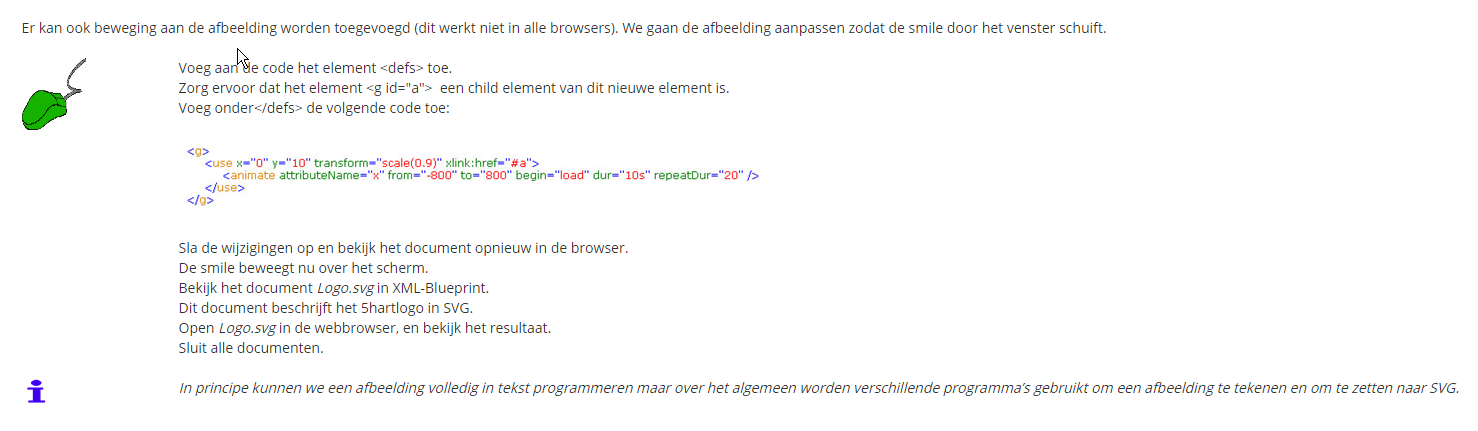 Er kan ook beweging aan de afbeelding worden toegevoegd (dit werkt niet in alle browsers). We gaan de afbeelding aanpassen zodat de smile door het venster schuift.
Voeg aan de code het element <defs> toe.
Zorg ervoor dat het element <g id="a"> een child element van dit nieuwe element is.
Voeg onder</defs> de volgende code toe:
<g>
<use x="0" y="10" transform="scale(0.9)" xlink:href="#a">
<animate attributeName="x" from="-800" to="800" begin="load" dur="10s" repeatDur="20" />
</use>
</g>
Sla de wijzigingen op en bekijk het document opnieuw in de browser.
De smile beweegt nu over het scherm.
Bekijk het document Logo.svg in XML-Blueprint.
Dit document beschrijft het 5hartlogo in SVG.
Open Logo.svg in de webbrowser, en bekijk het resultaat.
Sluit alle documenten.
In principe kunnen we een afbeelding volledig in tekst programmeren maar over het algemeen worden verschillende programma's gebruikt om een afbeelding te tekenen en om te zetten naar SVG.